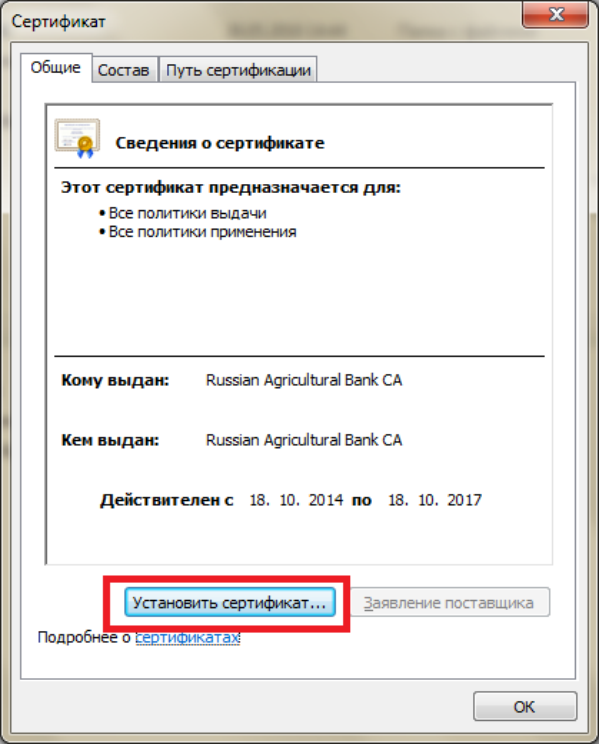 Сертификат
Общие Состав Путь сертификации
Сведения о сертификате
Этот сертификат предназначается для:
• Все политики выдачи
• Все политики применения
Кому выдан: Russian Agricultural Bank CA
Кем выдан: Russian Agricultural Bank CA
Действителен с 18. 10. 2014 по 18. 10. 2017
Установить сертификат... Заявление поставщика
Подробнее о сертификатах
ОК